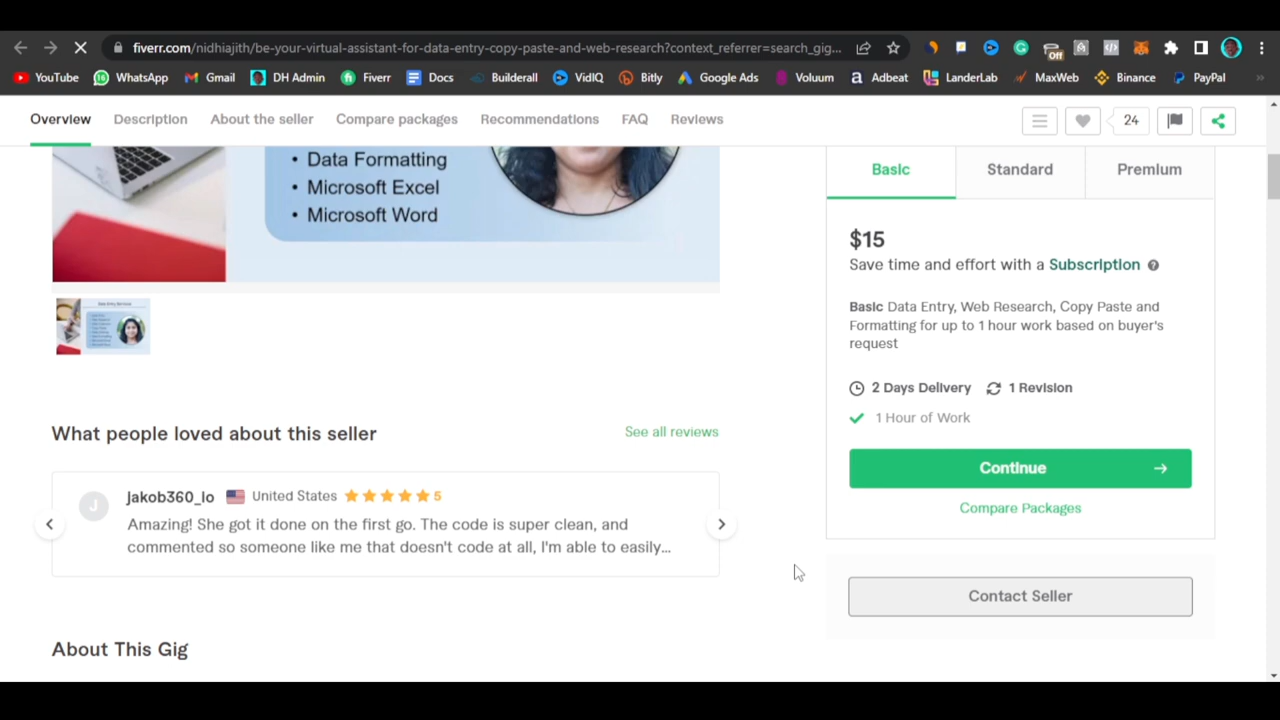 fiverr.com/nidhiajith/be-your-virtual-assistant-for-data-entry-copy-paste-and-web-research?context_referrer=search_gig...
Off
YouTube WhatsApp Gmail DH Admin Fiverr Docs Builderall VidIQ Bitly Google Ads Voluum Adbeat LanderLab MaxWeb Binance PayPal »
Overview Description About the seller Compare packages Recommendations FAQ Reviews 24
• Data Formatting
• Microsoft Excel
• Microsoft Word
Basic Standard Premium
$15
Save time and effort with a Subscription
Basic Data Entry, Web Research, Copy Paste and
Formatting for up to 1 hour work based on buyer's
request
2 Days Delivery 1 Revision
1 Hour of Work
Continue
Compare Packages
Contact Seller
What people loved about this seller
See all reviews
J
jakob360_io United States 5
Amazing! She got it done on the first go. The code is super clean, and
commented so someone like me that doesn't code at all, I'm able to easily...
About This Gig